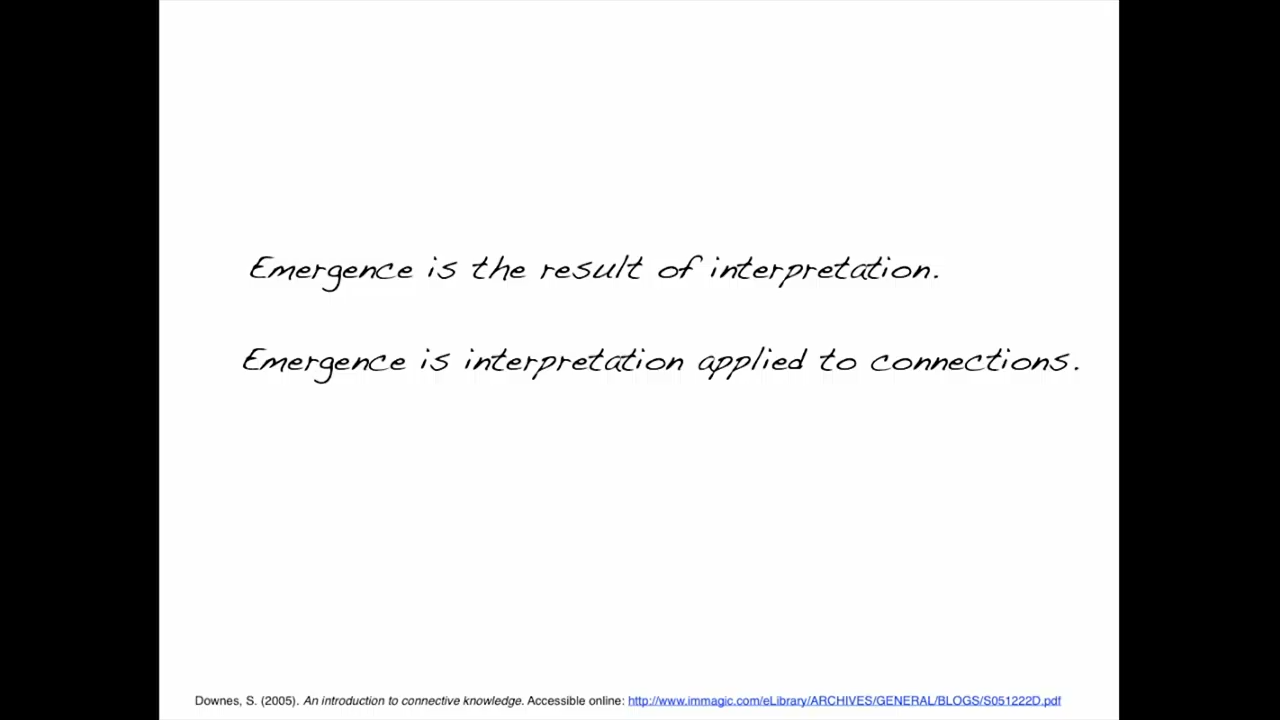 Emergence is the result of interpretation.
Emergence is interpretation applied to connections.
Downes, S. (2005). An introduction to connective knowledge. Accessible online: http://www.immagic.com/eLibrary/ARCHIVES/GENERAL/BLOGS/S051222D.pdf